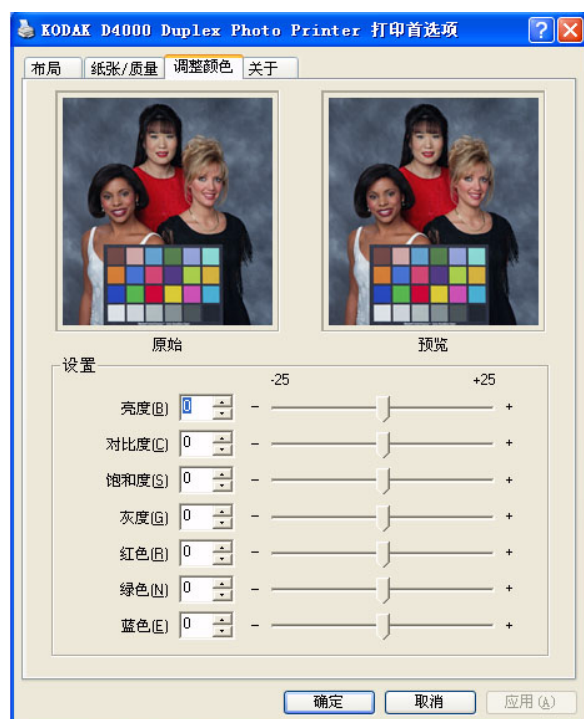 KODAK D4000 Duplex Photo Printer 打印首选项
布局 纸张/质量 调整颜色 关于
原始 预览
设置
-25 +25
亮度(B) 0 - +
对比度(C) 0 - +
饱和度(S) 0 - +
灰度(G) 0 - +
红色(R) 0 - +
绿色(N) 0 - +
蓝色(E) 0 - +
确定 取消 应用(A)